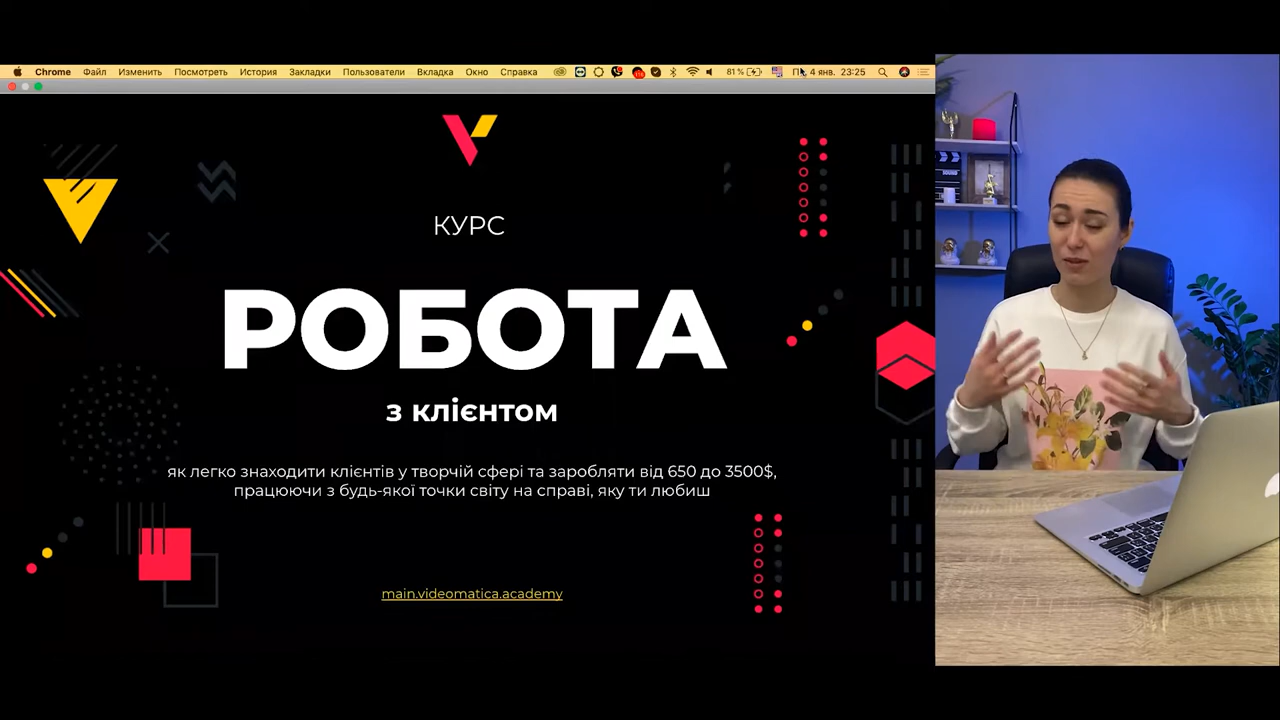 Chrome Файл Изменить Посмотреть История Закладки Пользователи Вкладка Окно Справка 81 % 4 янв. 23:25
КУРС
РОБОТА
з клієнтом
як легко знаходити клієнтів у творчій сфері та заробляти від 650 до 3500$,
працюючи з будь-якої точки світу на справі, яку ти любиш
main.videomatica.academy